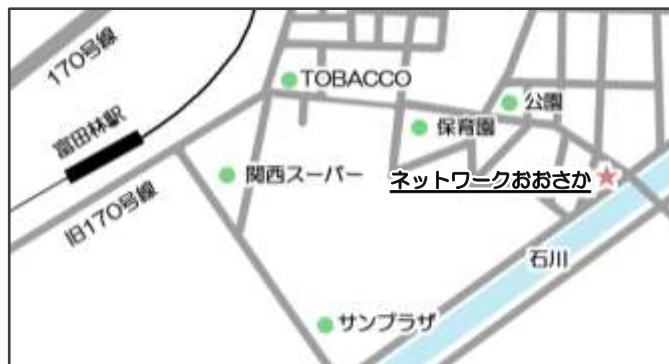 170号線
TOBACCO
公園
富田林駅
保育園
関西スーパー
ネットワークおおさか
旧170号線
石川
サンプラザ